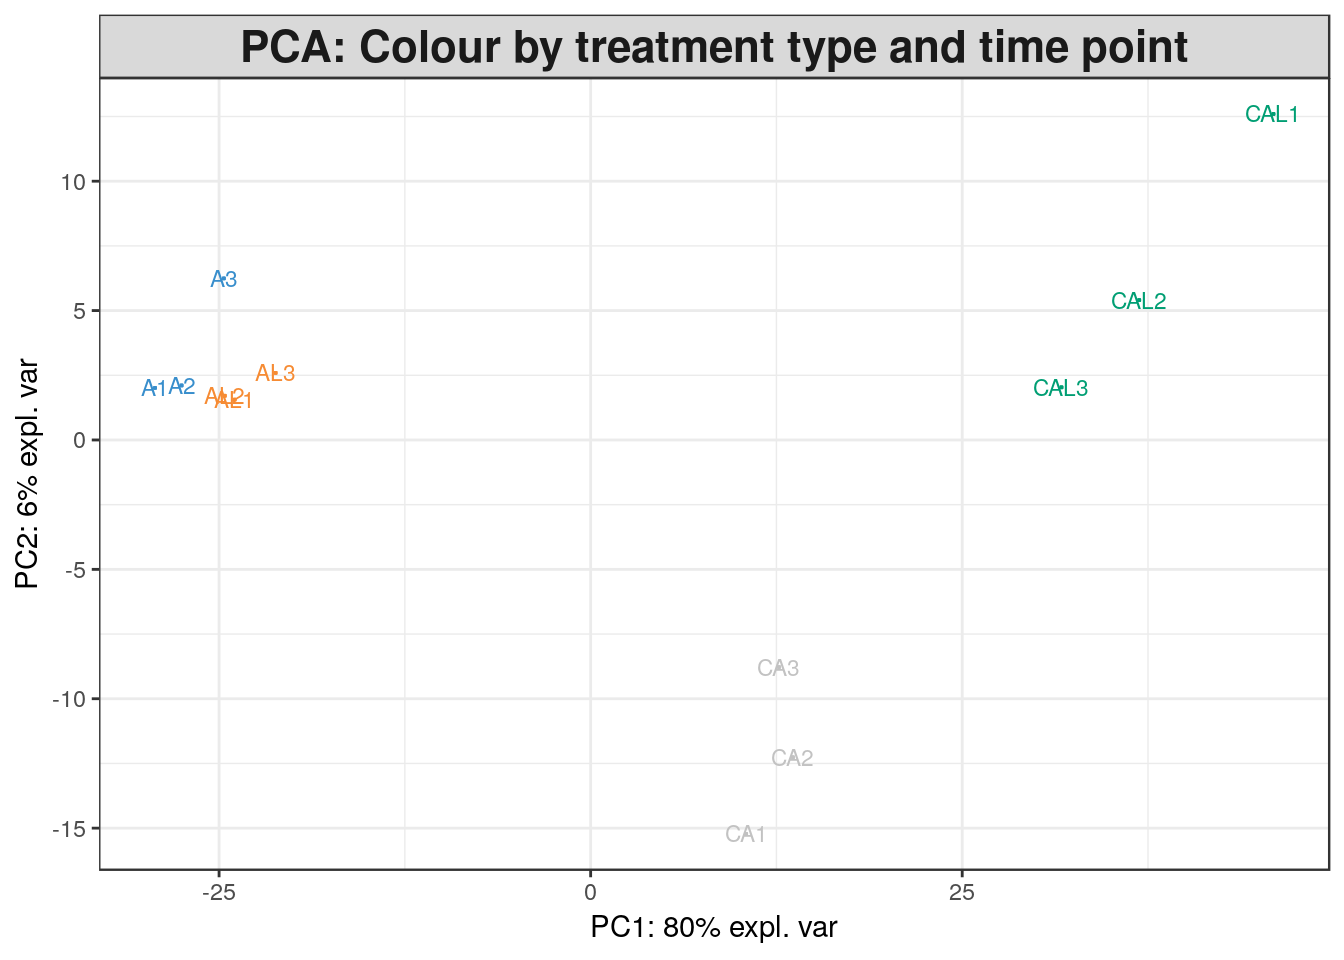 PCA: Colour by treatment type and time point
CAL1
10
A3
CAL2
5
AL3
A1 A2
CAL3
AL2
AL1
0
PC2: 6% expl. var
-5
CA3
-10
CA2
CA1
-15
-25 0 25
PC1: 80% expl. var